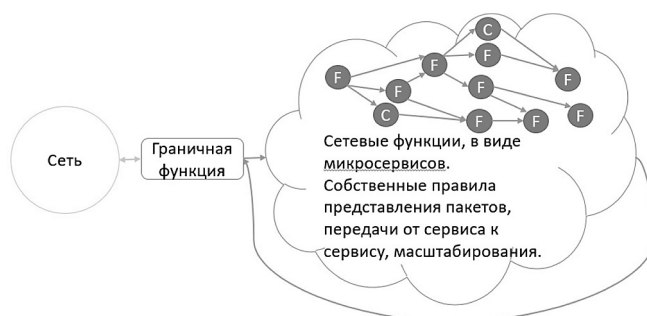 C
F
F
F
F
F
F
F
C
F
F
Сеть
Граничная
функция
Сетевые функции, в виде
микросервисов.
Собственные правила
представления пакетов,
передачи от сервиса к
сервису, масштабирования.